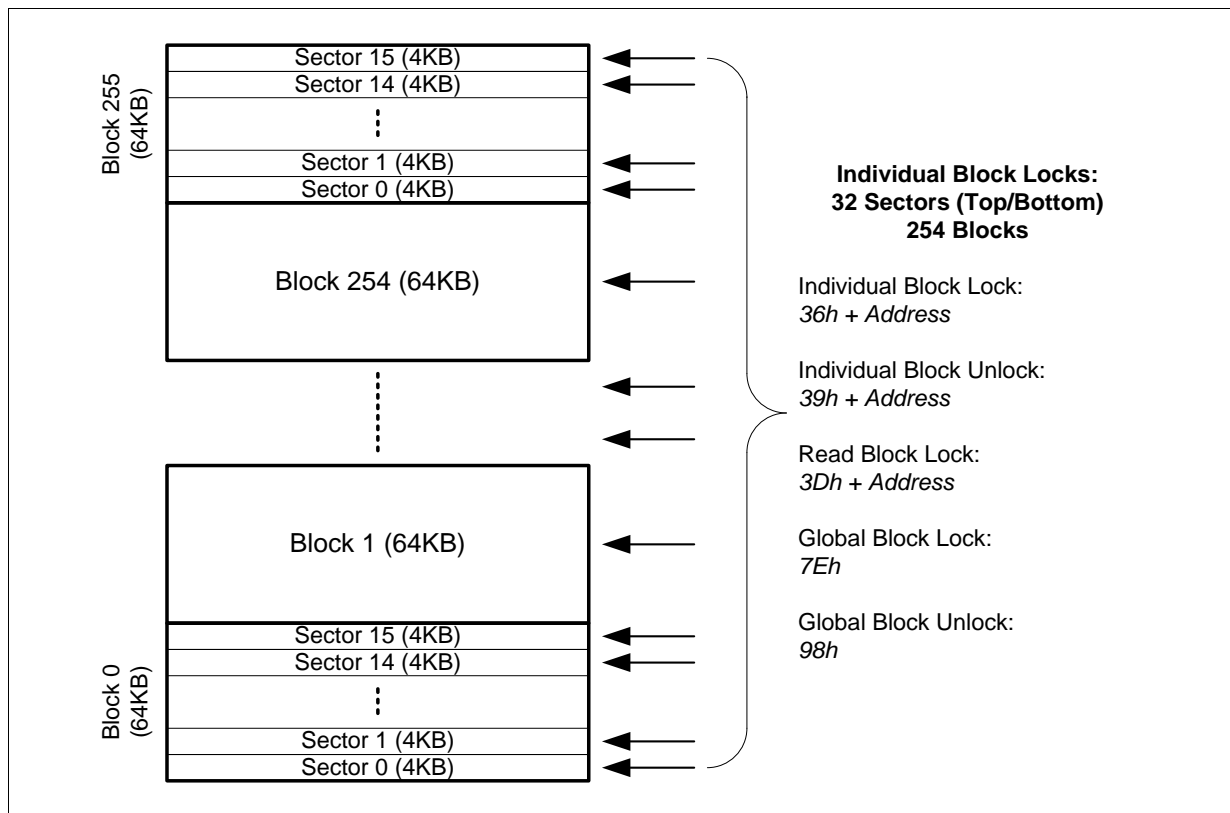 Block 255
(64KB)
Sector 15 (4KB)
Sector 14 (4KB)
Sector 1 (4KB)
Sector 0 (4KB)
Block 254 (64KB)
Block 1 (64KB)
Block 0
(64KB)
Sector 15 (4KB)
Sector 14 (4KB)
Sector 1 (4KB)
Sector 0 (4KB)
Individual Block Locks:
32 Sectors (Top/Bottom)
254 Blocks
Individual Block Lock:
36h + Address
Individual Block Unlock:
39h + Address
Read Block Lock:
3Dh + Address
Global Block Lock:
7Eh
Global Block Unlock:
98h